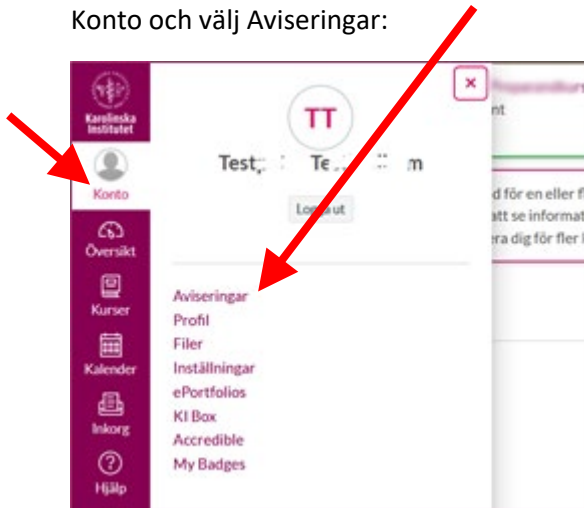 Konto och välj Aviseringar:
Karolinska
Institutet
Konto
Översikt
Kurser
Kalender
Inkorg
Hjälp
TT
×
Test
Logga ut
Aviseringar
Profil
Filer
Inställningar
ePortfolios
KI Box
Accredible
My Badges
nt
d för en eller f
att se informat
era dig för fler